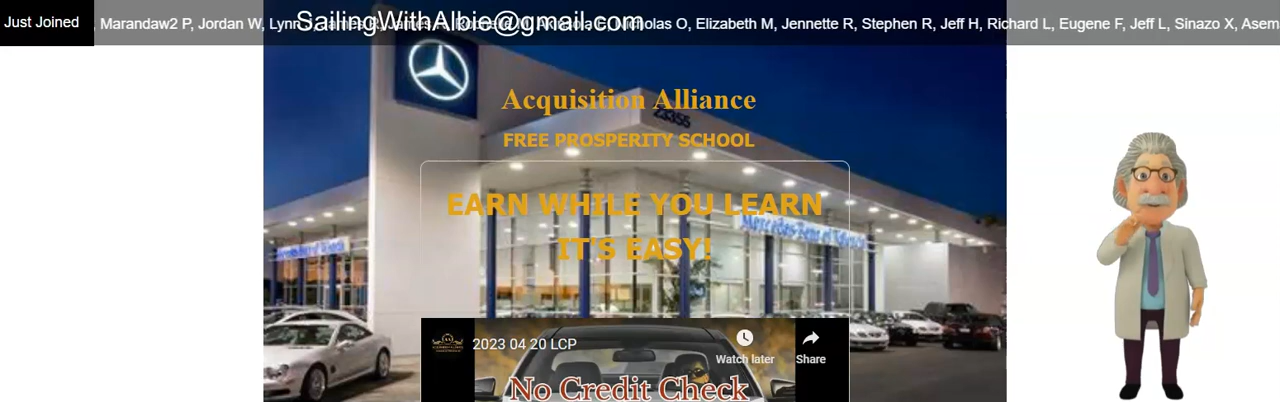 Just Joined
, Marandaw2 P, Jordan W, Lynn
Nicholas O, Elizabeth M, Jennette R, Stephen R, Jeff H, Richard L, Eugene F, Jeff L, Sinazo X, Asem
SailingWithAlbie@gmail.com
Acquisition Alliance
23355
FREE PROSPERITY SCHOOL
EARN WHILE YOU LEARN
IT'S EASY!
2023 04 20 LCP
Watch later
Share
No Credit Check